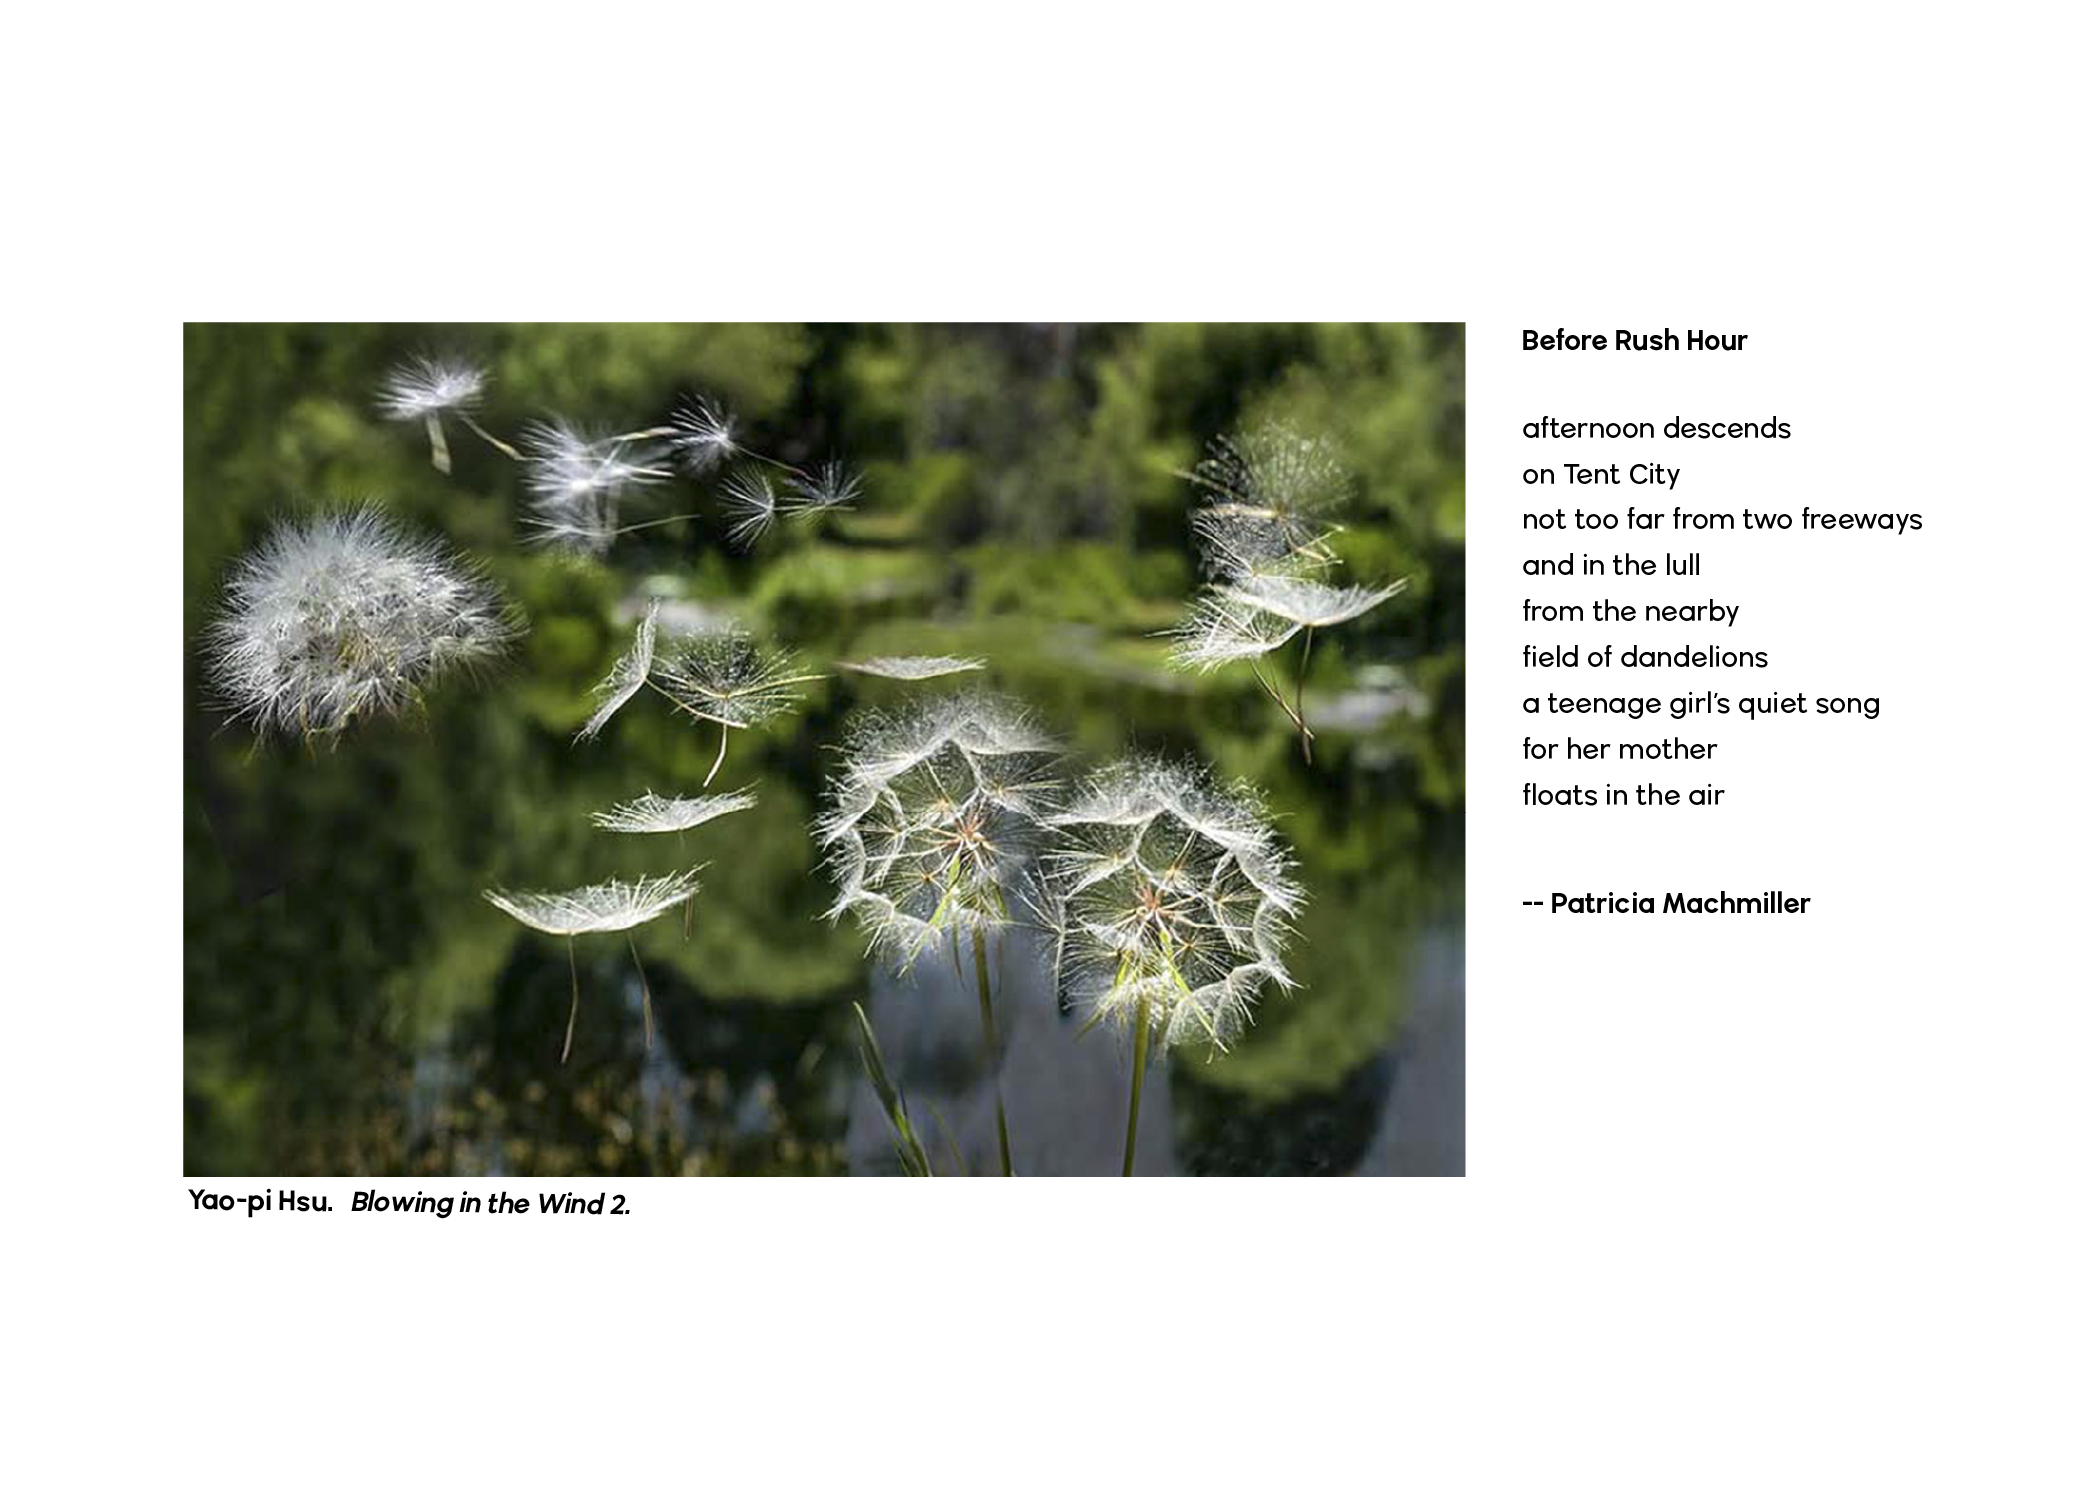 Before Rush Hour
afternoon descends
on Tent City
not too far from two freeways
and in the lull
from the nearby
field of dandelions
a teenage girl’s quiet song
for her mother
floats in the air
-- Patricia Machmiller
Yao-pi Hsu. Blowing in the Wind 2.